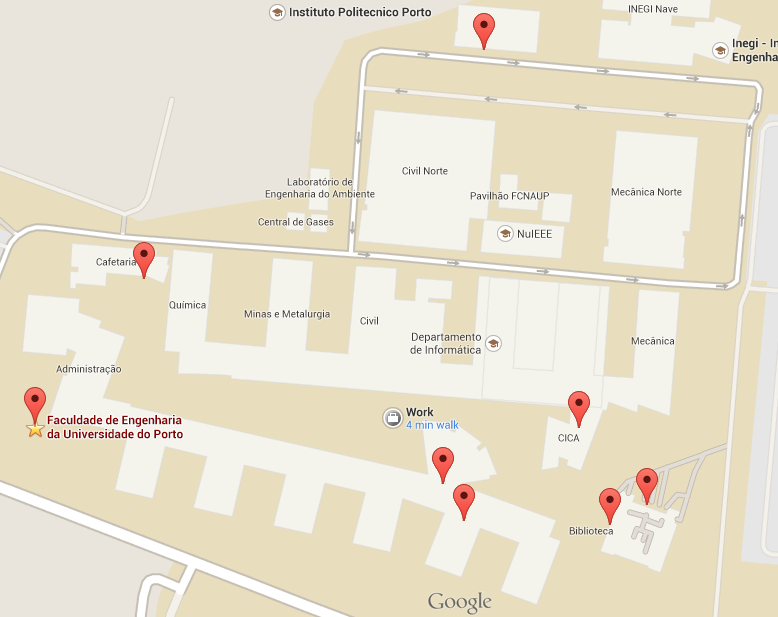 Instituto Politecnico Porto
INEGI Nave
Inegi - In
Engenha
Civil Norte
Laboratório de
Engenharia do Ambiente
Pavilhão FCNAUP
Mecânica Norte
Central de Gases
NuIEEE
Cafetaria
Química
Minas e Metalurgia
Civil
Departamento
de Informática
Mecânica
Administração
Faculdade de Engenharia
da Universidade do Porto
Work
4 min walk
CICA
Biblioteca
Google